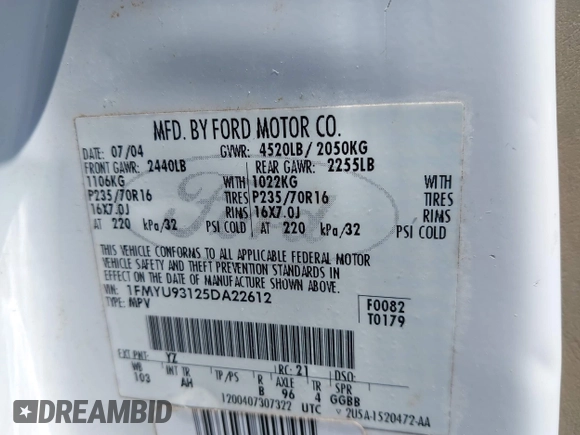 MFD. BY FORD MOTOR CO.
DATE: 07/04 GVWR: 4520LB/ 2050KG
FRONT GAWR: 2440LB REAR GAWR: 2255LB
1106KG WITH 1022KG WITH
P235/70R16 TIRES P235/70R16 TIRES
16X7.0J RIMS 16X7.0J RIMS
AT 220 kPa/32 PSI COLD AT 220 kPa/32 PSI COLD
Ford
THIS VEHICLE CONFORMS TO ALL APPLICABLE FEDERAL MOTOR
VEHICLE SAFETY AND THEFT PREVENTION STANDARDS IN
EFFECT ON THE DATE OF MANUFACTURE SHOWN ABOVE.
VIN: 1FMYU93125DA22612
TYPE: MPV
F0082
T0179
EXT PNT: YZ RC: 21 DSO:
WB INT TR TP/PS R AXLE TR SPR
103 AH B 96 4 GGBB
1200407307322 UTC
2U5A-1520472-AA
DREAMBID